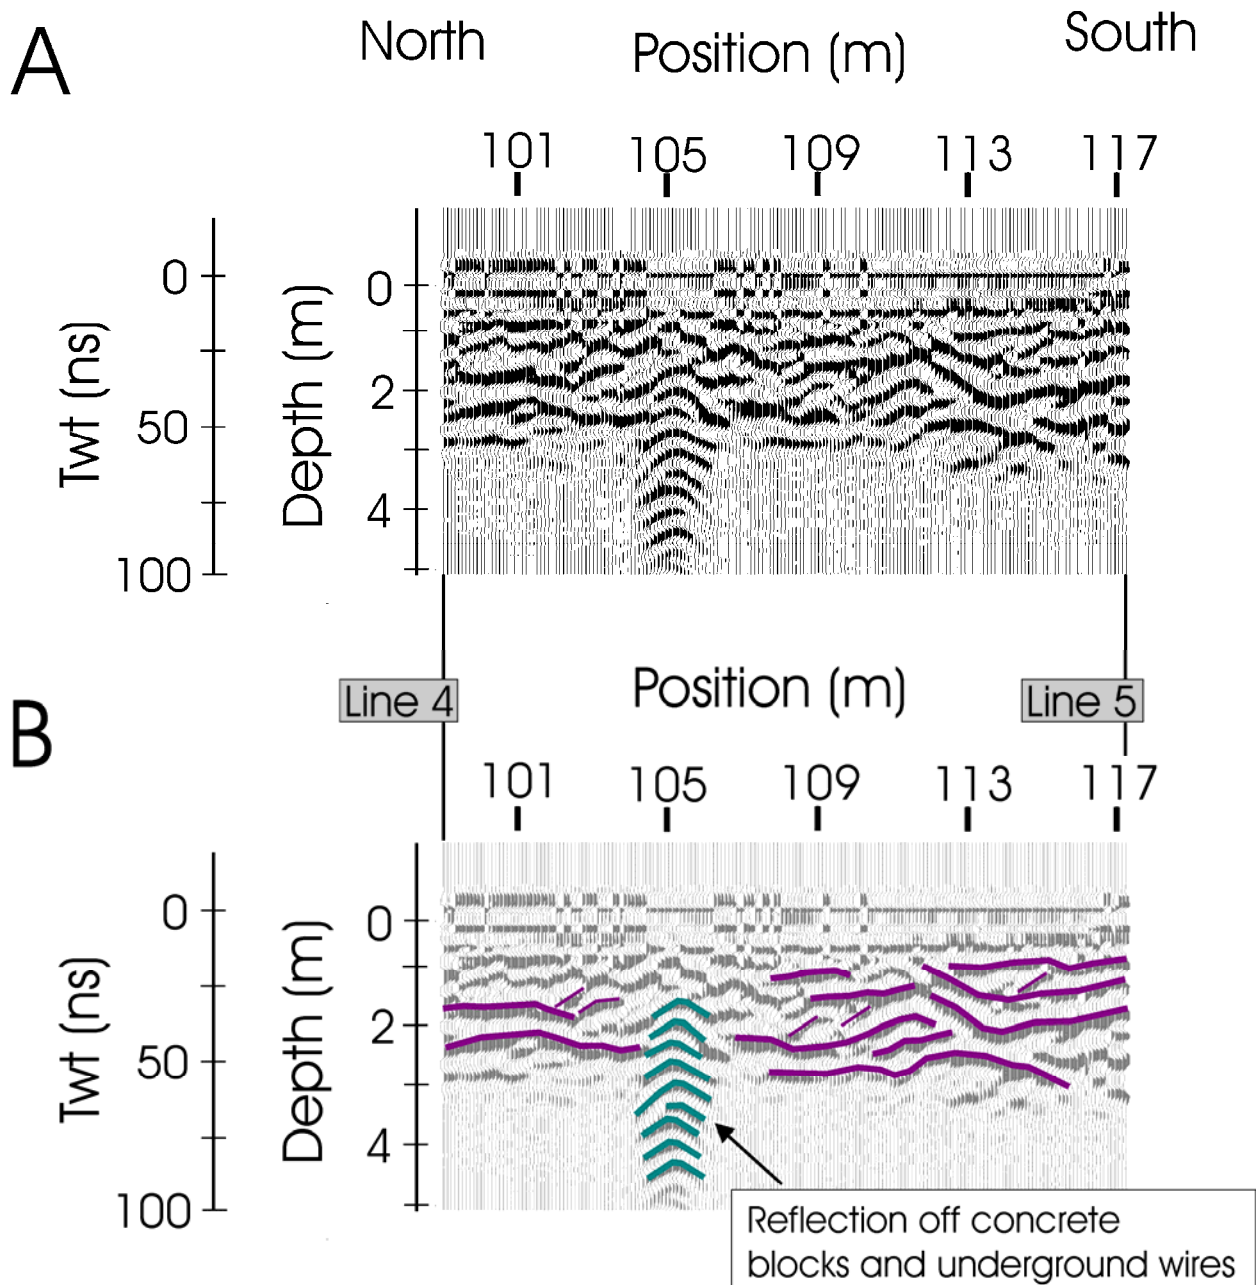 A
North
Position (m)
South
101
105
109
113
117
Twt (ns)
0
50
100
Depth (m)
0
2
4
Line 4
Position (m)
Line 5
B
101
105
109
113
117
Twt (ns)
0
50
100
Depth (m)
0
2
4
Reflection off concrete
blocks and underground wires